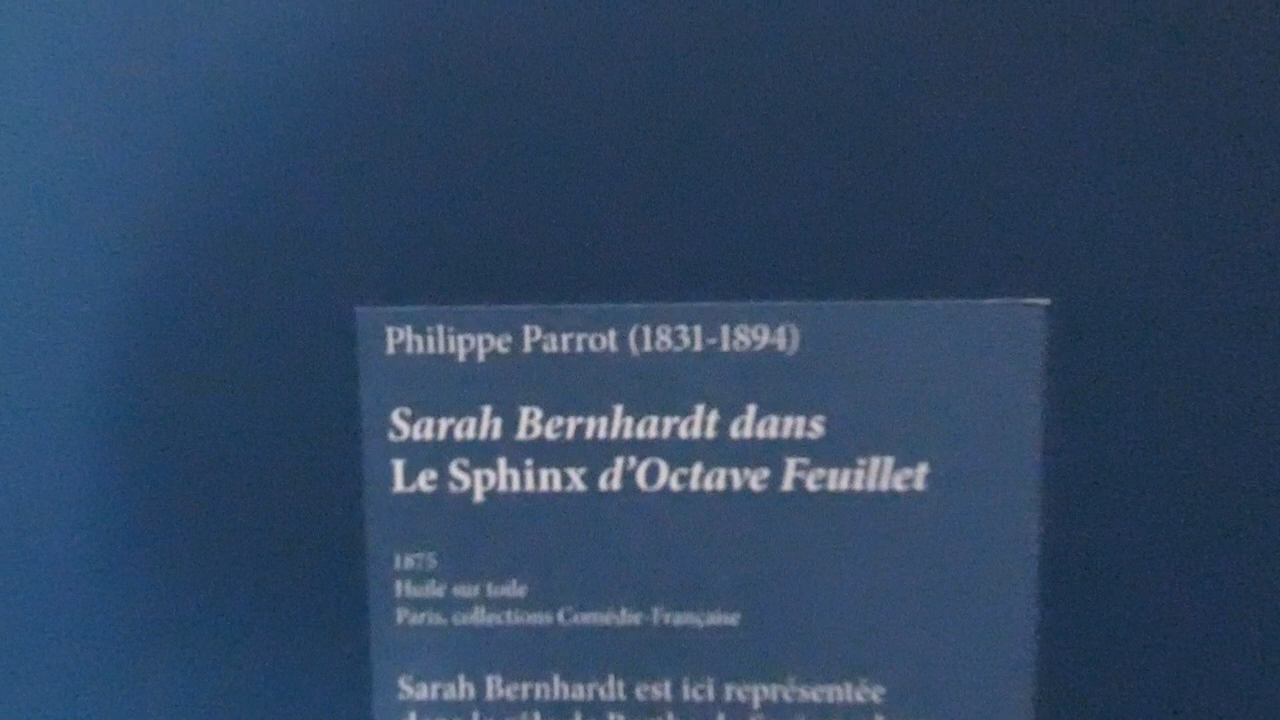 Philippe Parrot (1831-1894)
Sarah Bernhardt dans
Le Sphinx d'Octave Feuillet
1875
Huile sur toile
Paris, collections Comédie-Française
Sarah Bernhardt est ici représentée